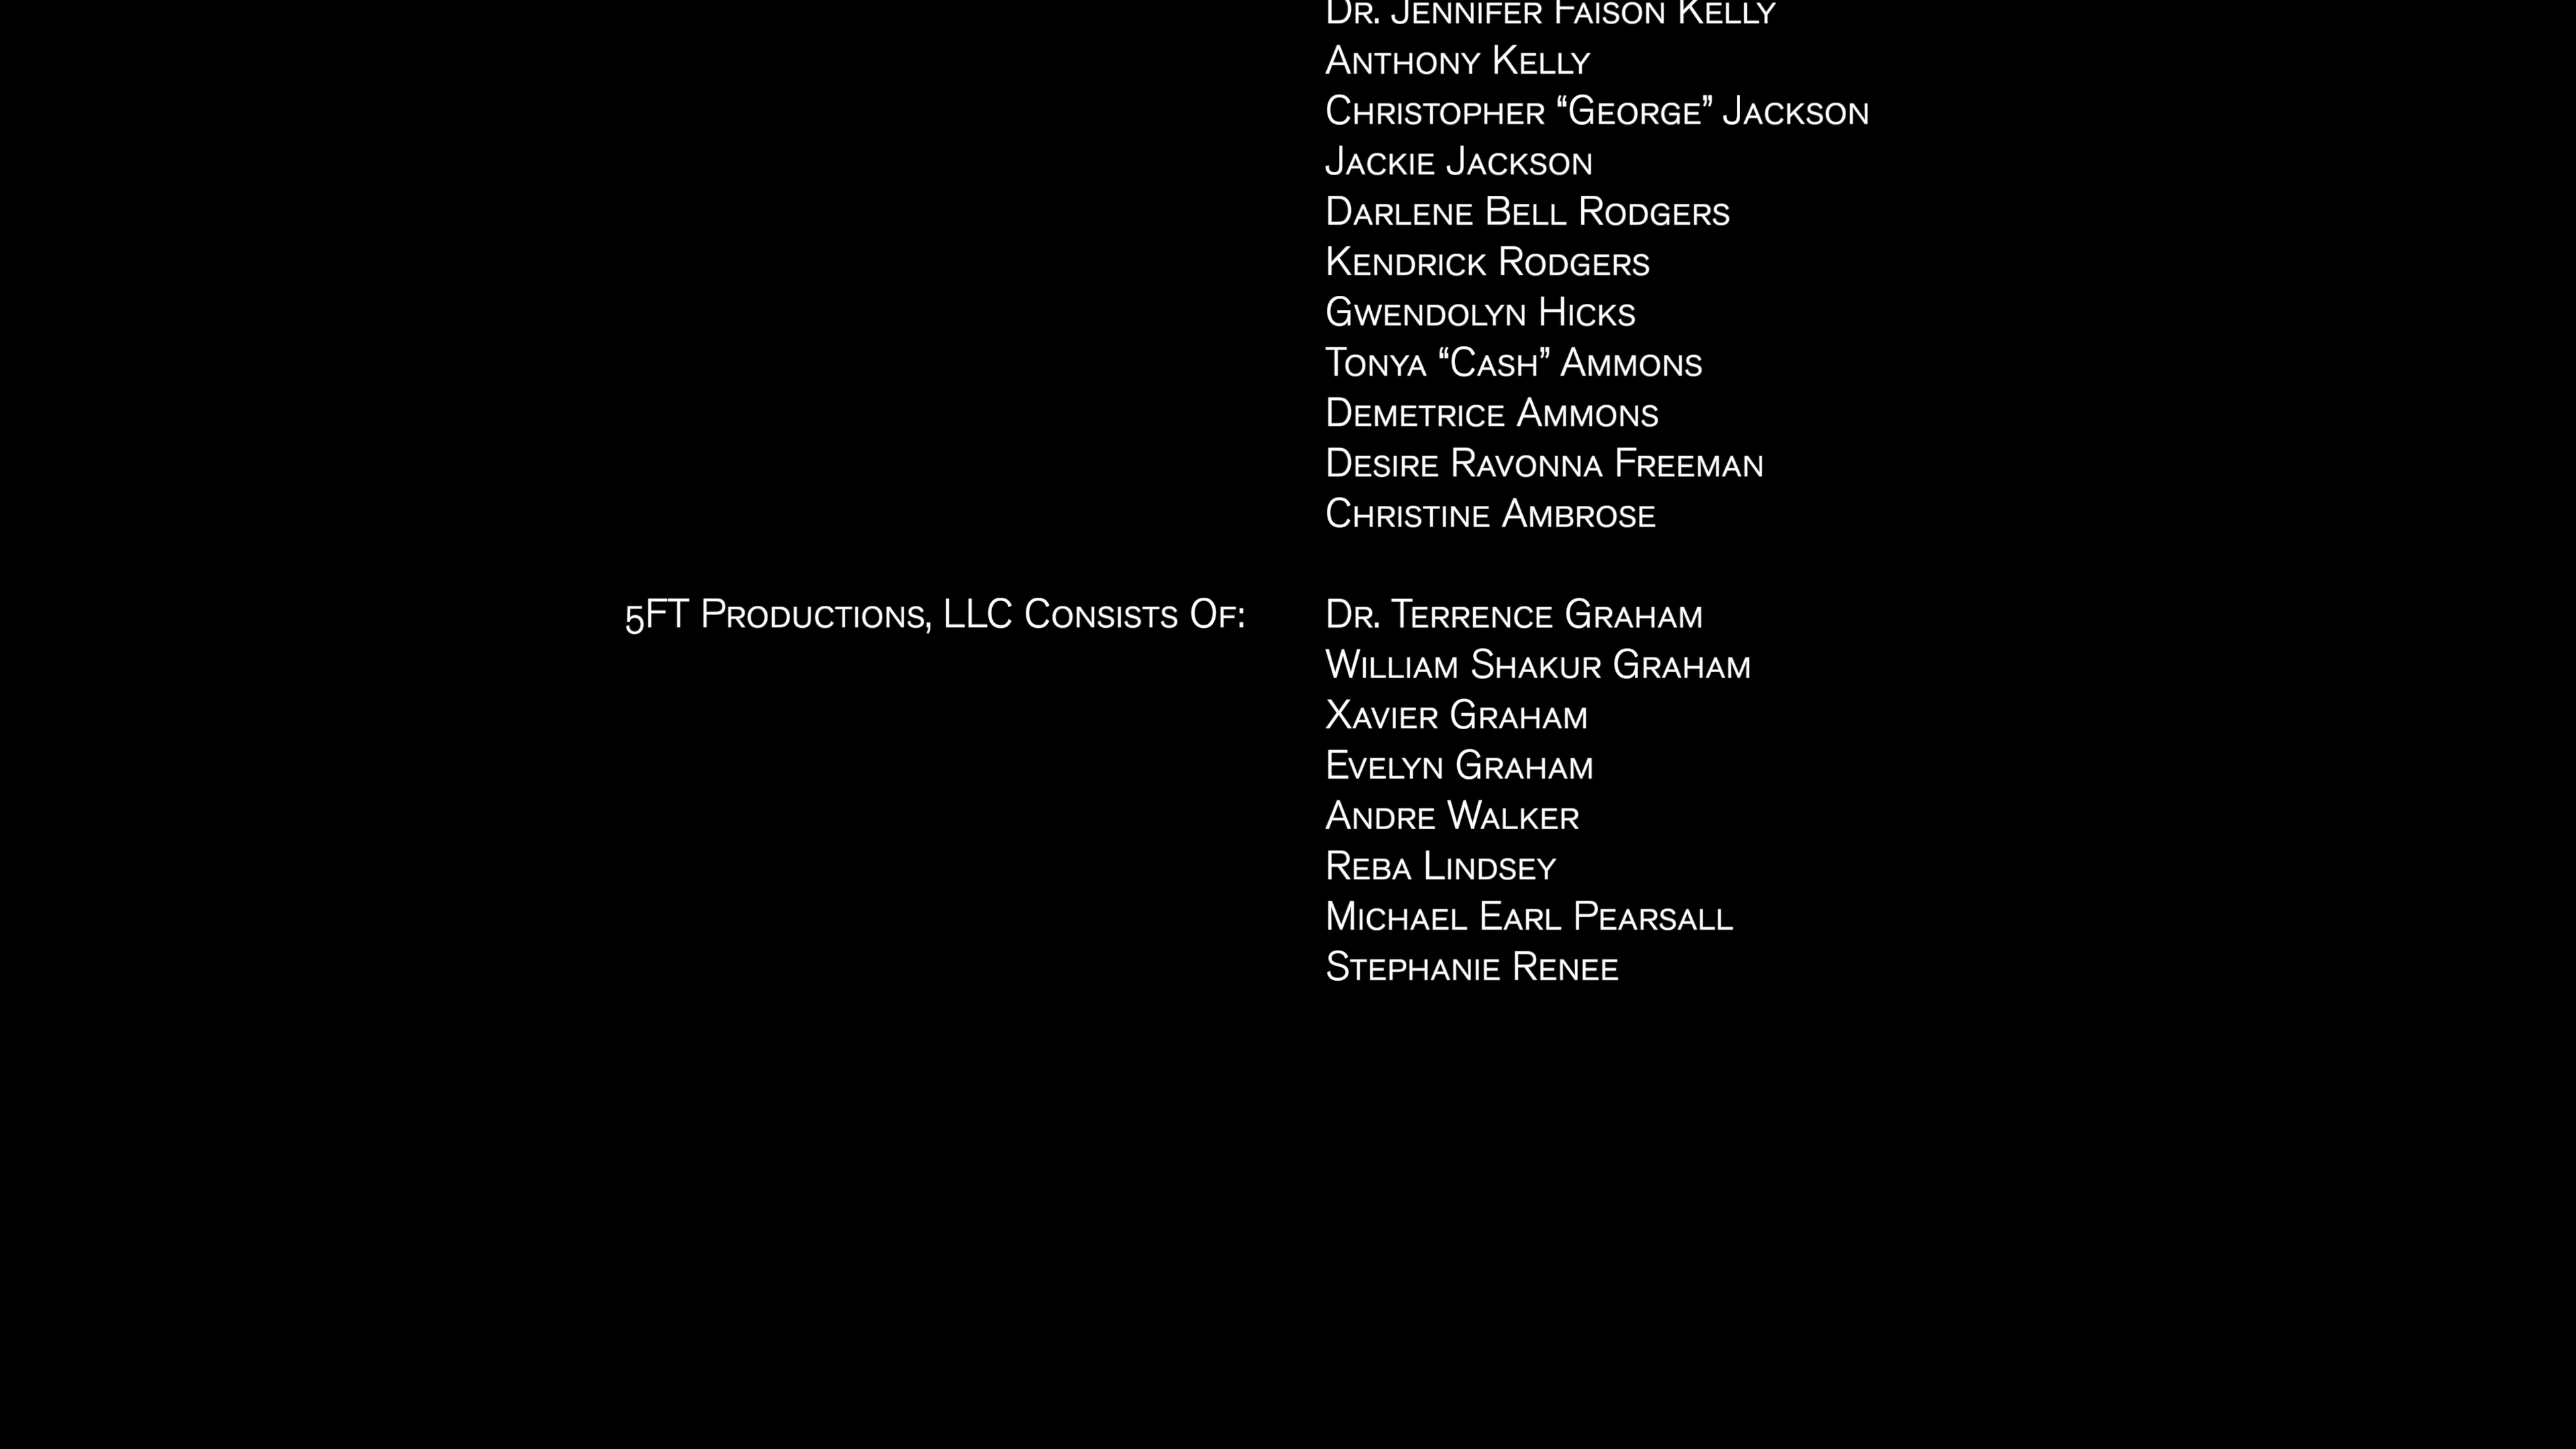 Dr. Jennifer Faison Kelly
Anthony Kelly
Christopher “George” Jackson
Jackie Jackson
Darlene Bell Rodgers
Kendrick Rodgers
Gwendolyn Hicks
Tonya “Cash” Ammons
Demetrice Ammons
Desire Ravonna Freeman
Christine Ambrose
5FT Productions, LLC Consists Of: Dr. Terrence Graham
William Shakur Graham
Xavier Graham
Evelyn Graham
Andre Walker
Reba Lindsey
Michael Earl Pearsall
Stephanie Renee